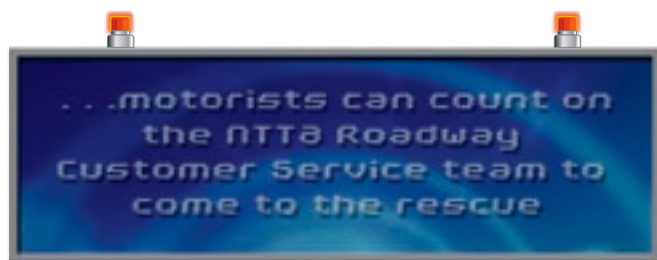 ...motorists can count on
the NTTA Roadway
Customer Service team to
come to the rescue